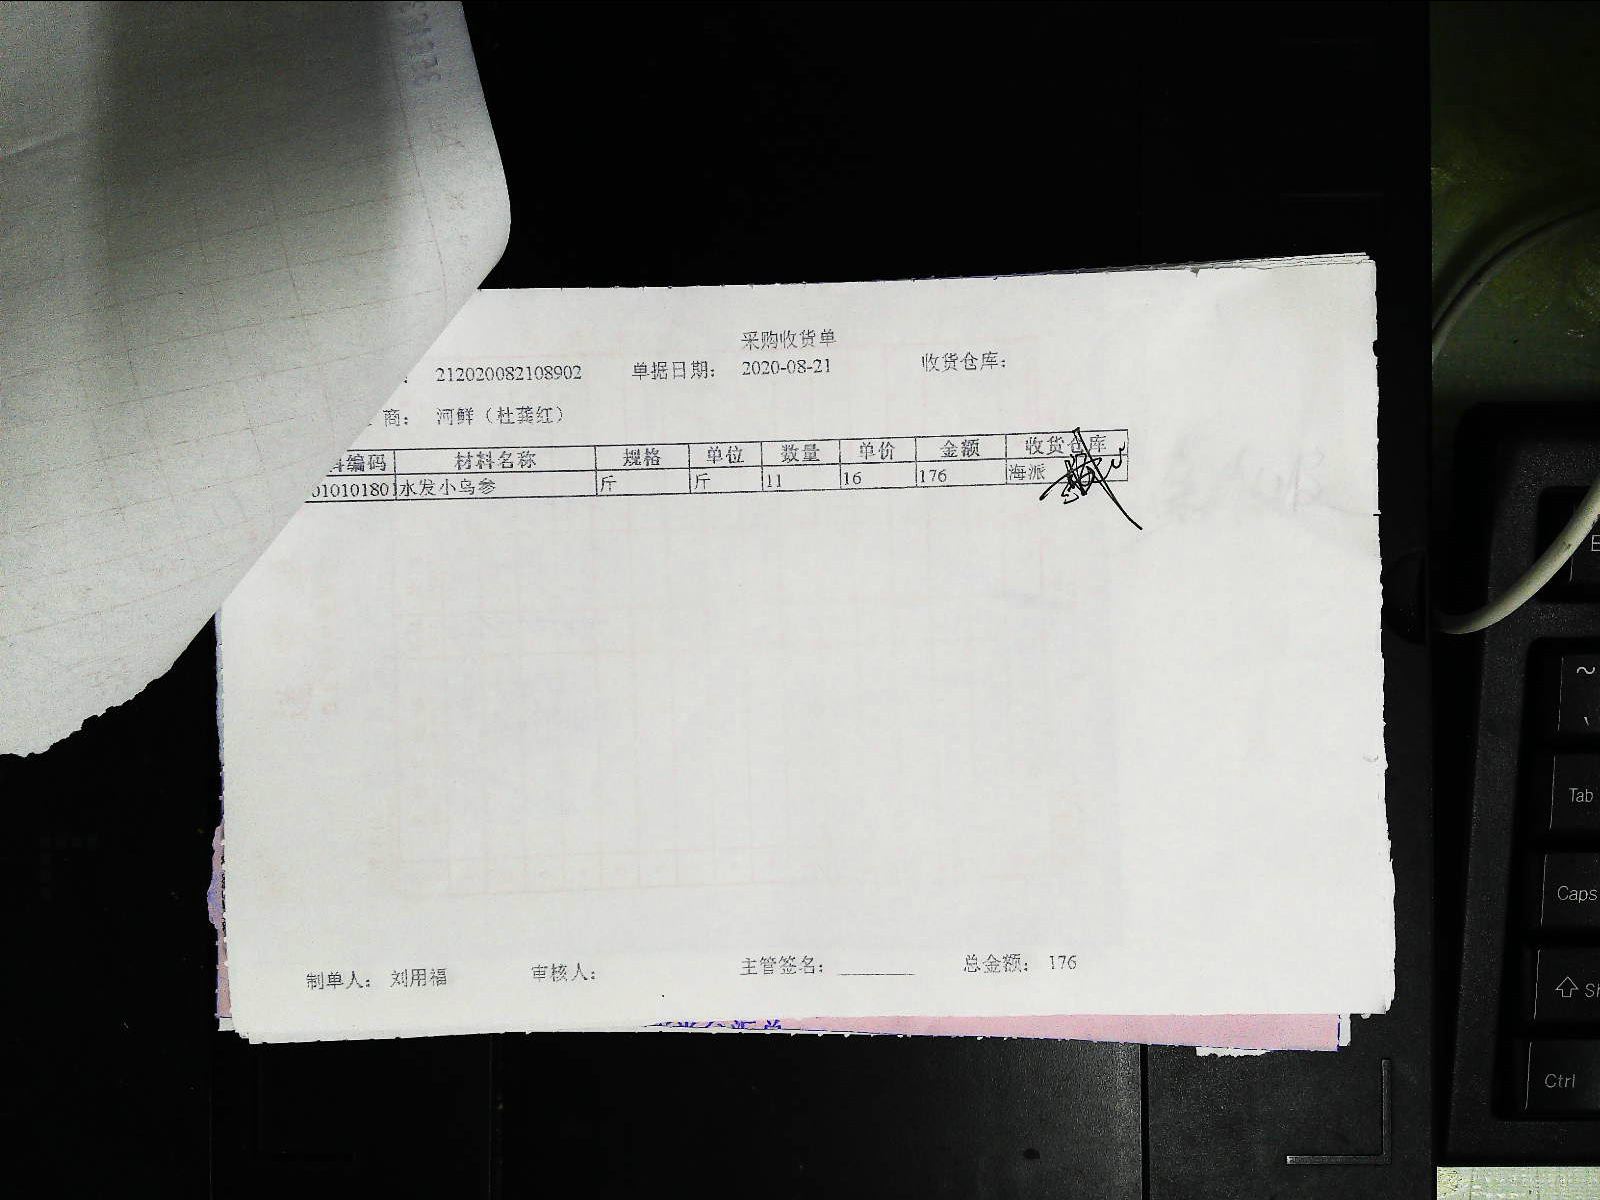 采购收货单
: 212020082108902 单据日期: 2020-08-21 收货仓库:
商: 河鲜（杜龚红）
料编码 材料名称 规格 单位 数量 单价 金额 收货仓库
010101801 水发小乌参 斤 斤 11 16 176 海派
制单人: 刘用福 审核人: 主管签名: ________ 总金额: 176
Tab
Caps
Ctrl